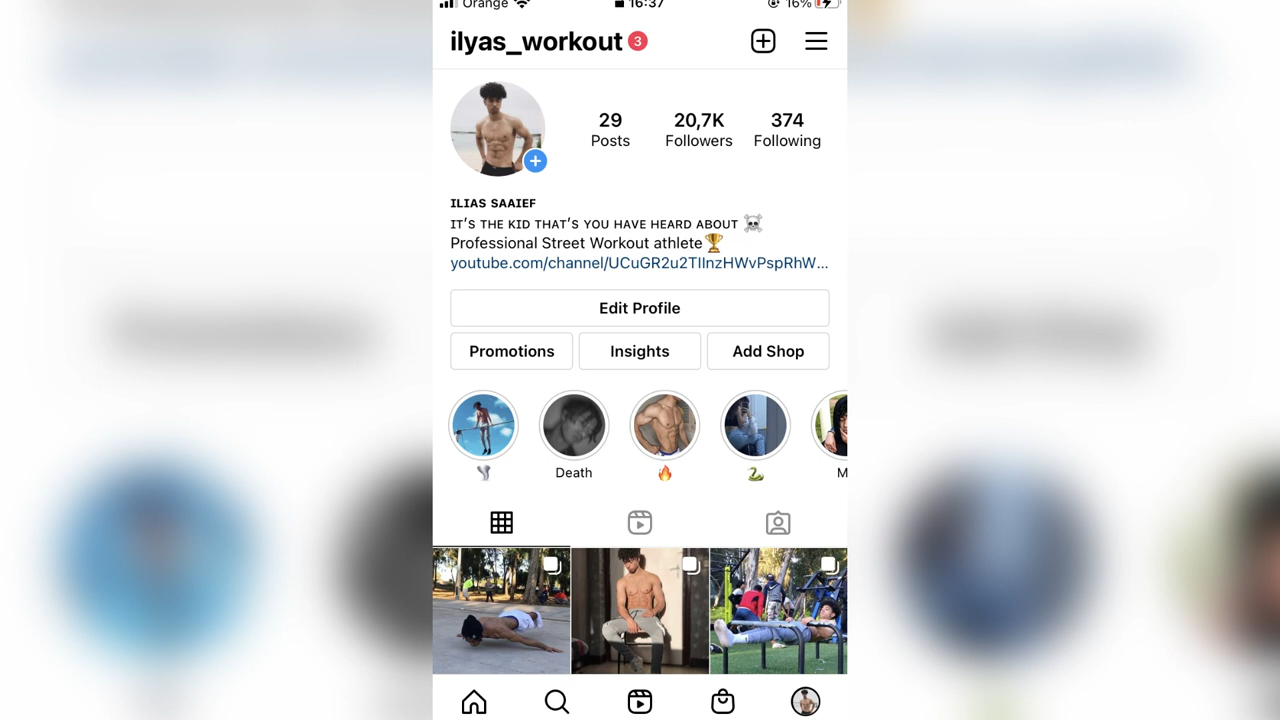 Orange 16:37 16%
ilyas_workout 3
29 20,7K 374
Posts Followers Following
ILIAS SAAIEF
IT'S THE KID THAT'S YOU HAVE HEARD ABOUT ☠️
Professional Street Workout athlete🏆
youtube.com/channel/UCuGR2u2TIInzHWvPspRhW...
Edit Profile
Promotions Insights Add Shop
Death 🔥 🐍 M